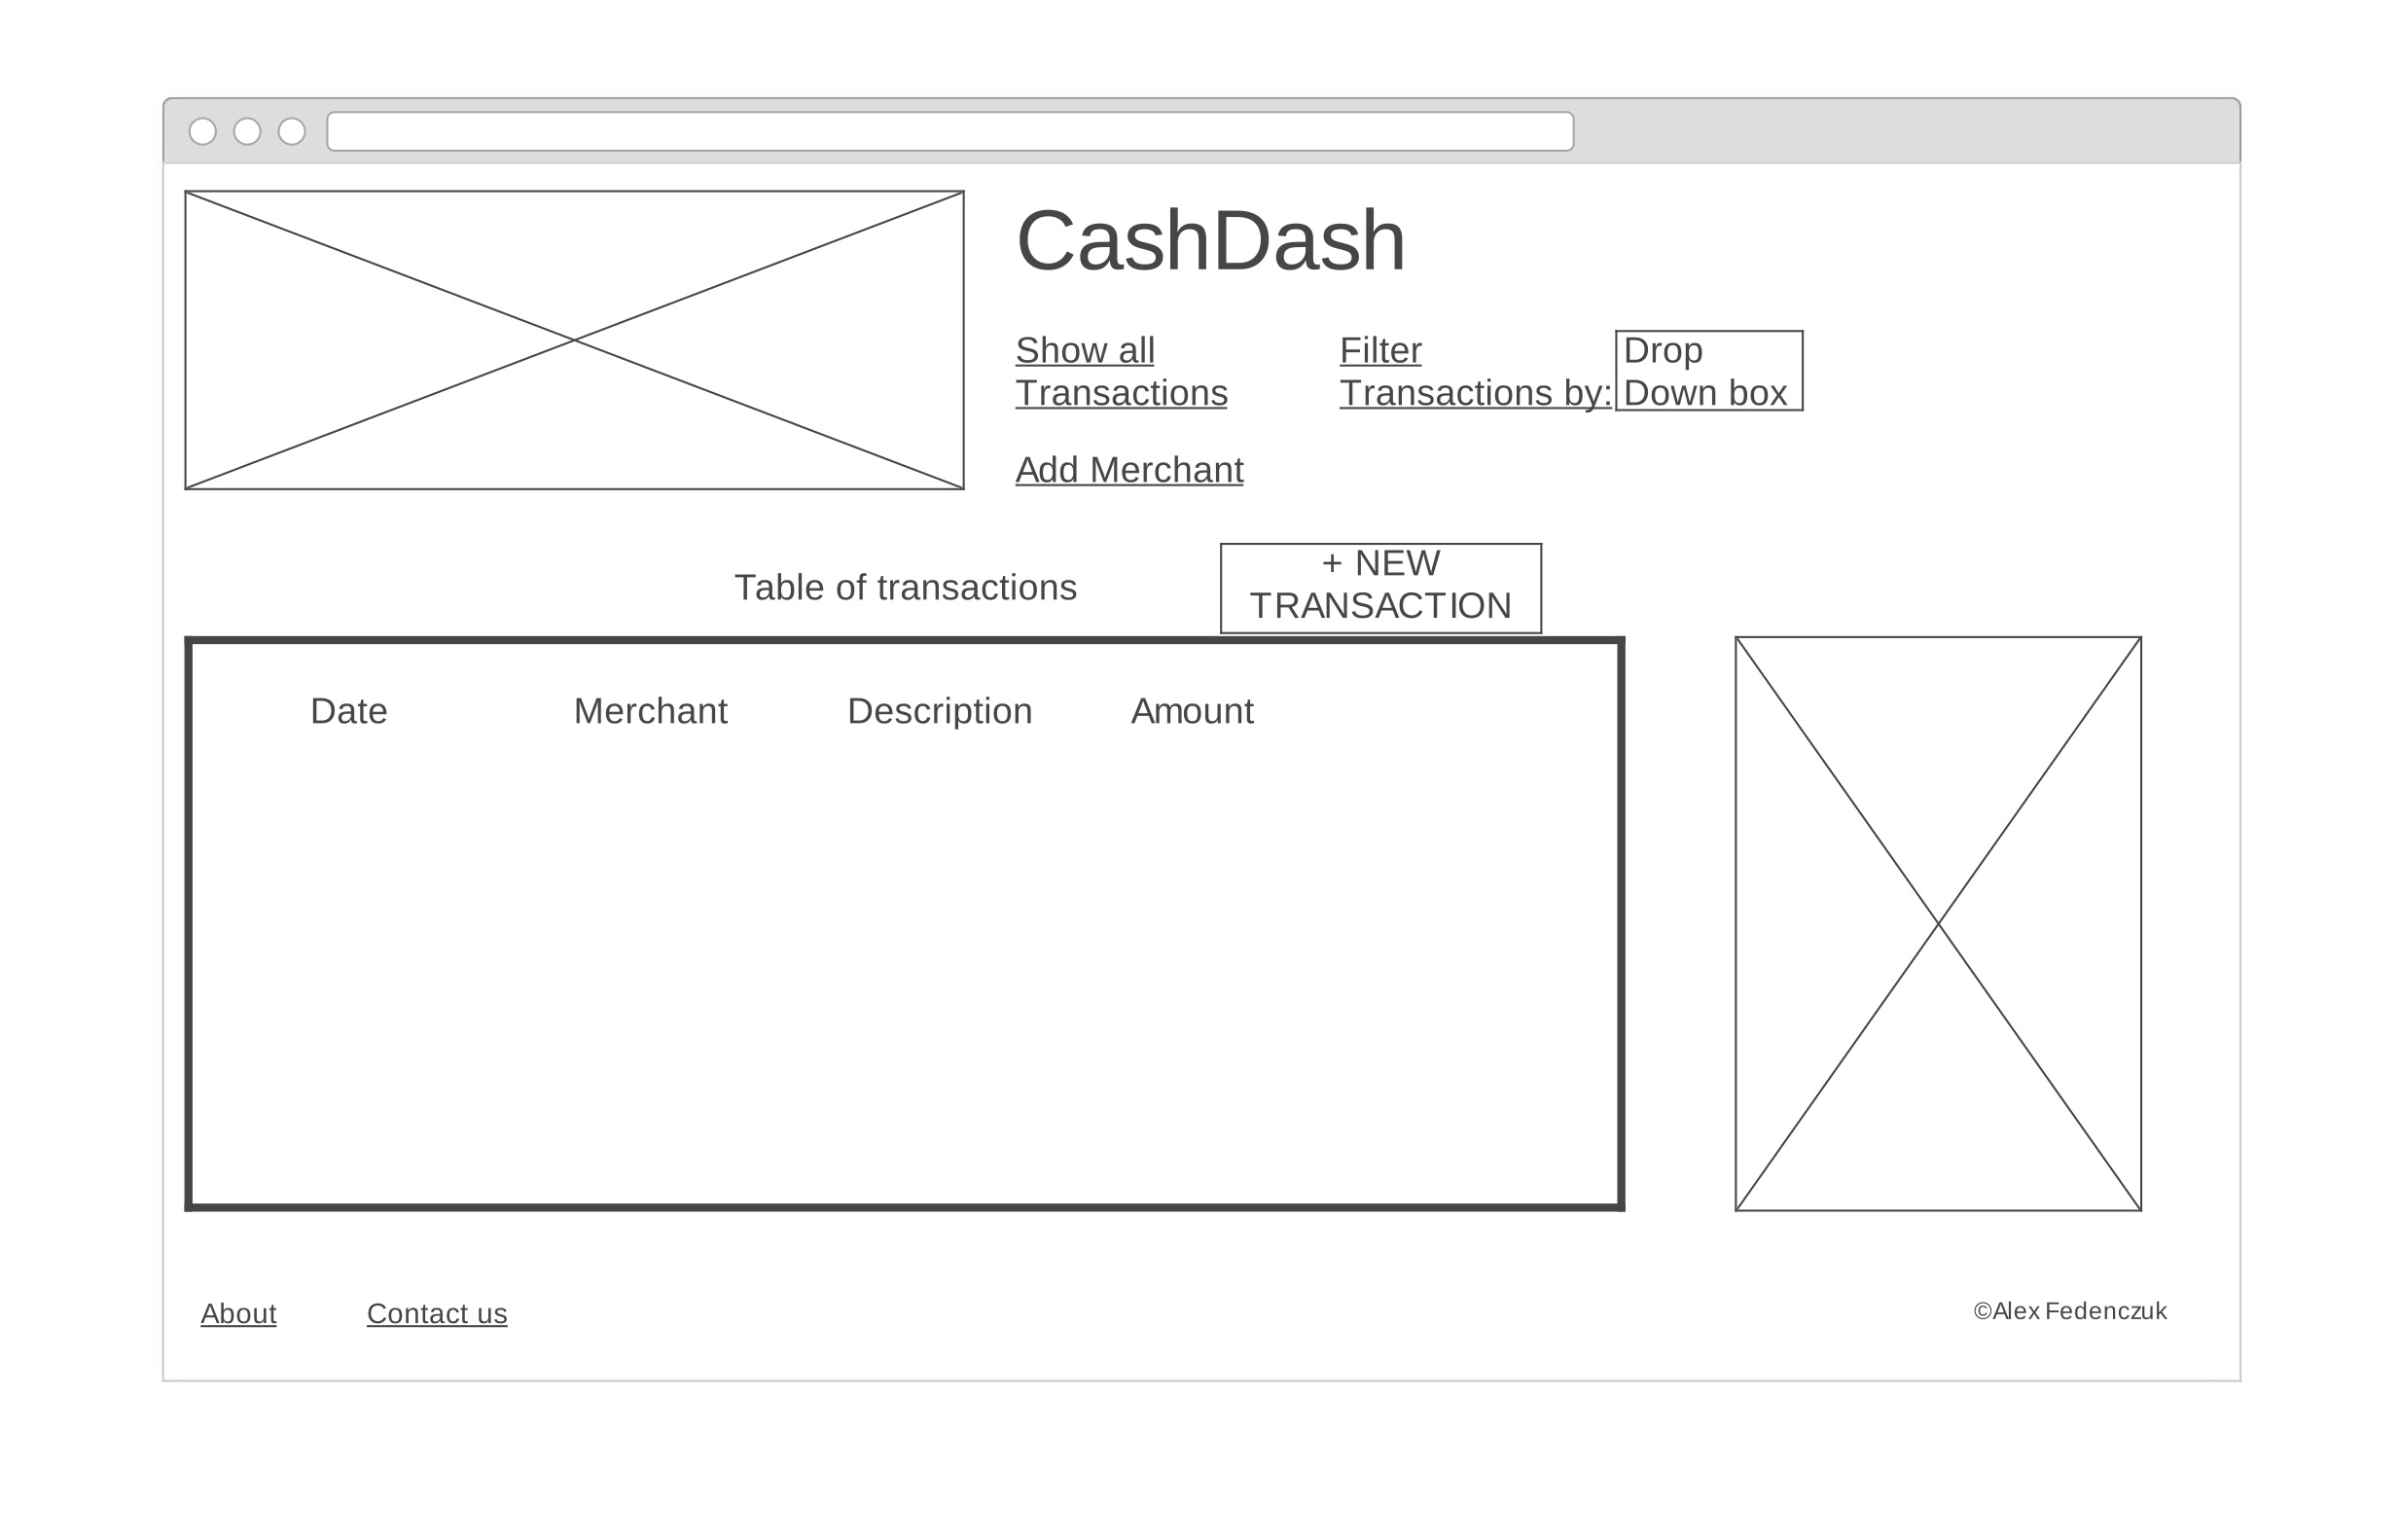 CashDash
Show all
Transactions
Filter
Transactions by:
Drop
Down box
Add Merchant
Table of transactions
+ NEW
TRANSACTION
Date
Merchant
Description
Amount
About
Contact us
©Alex Fedenczuk